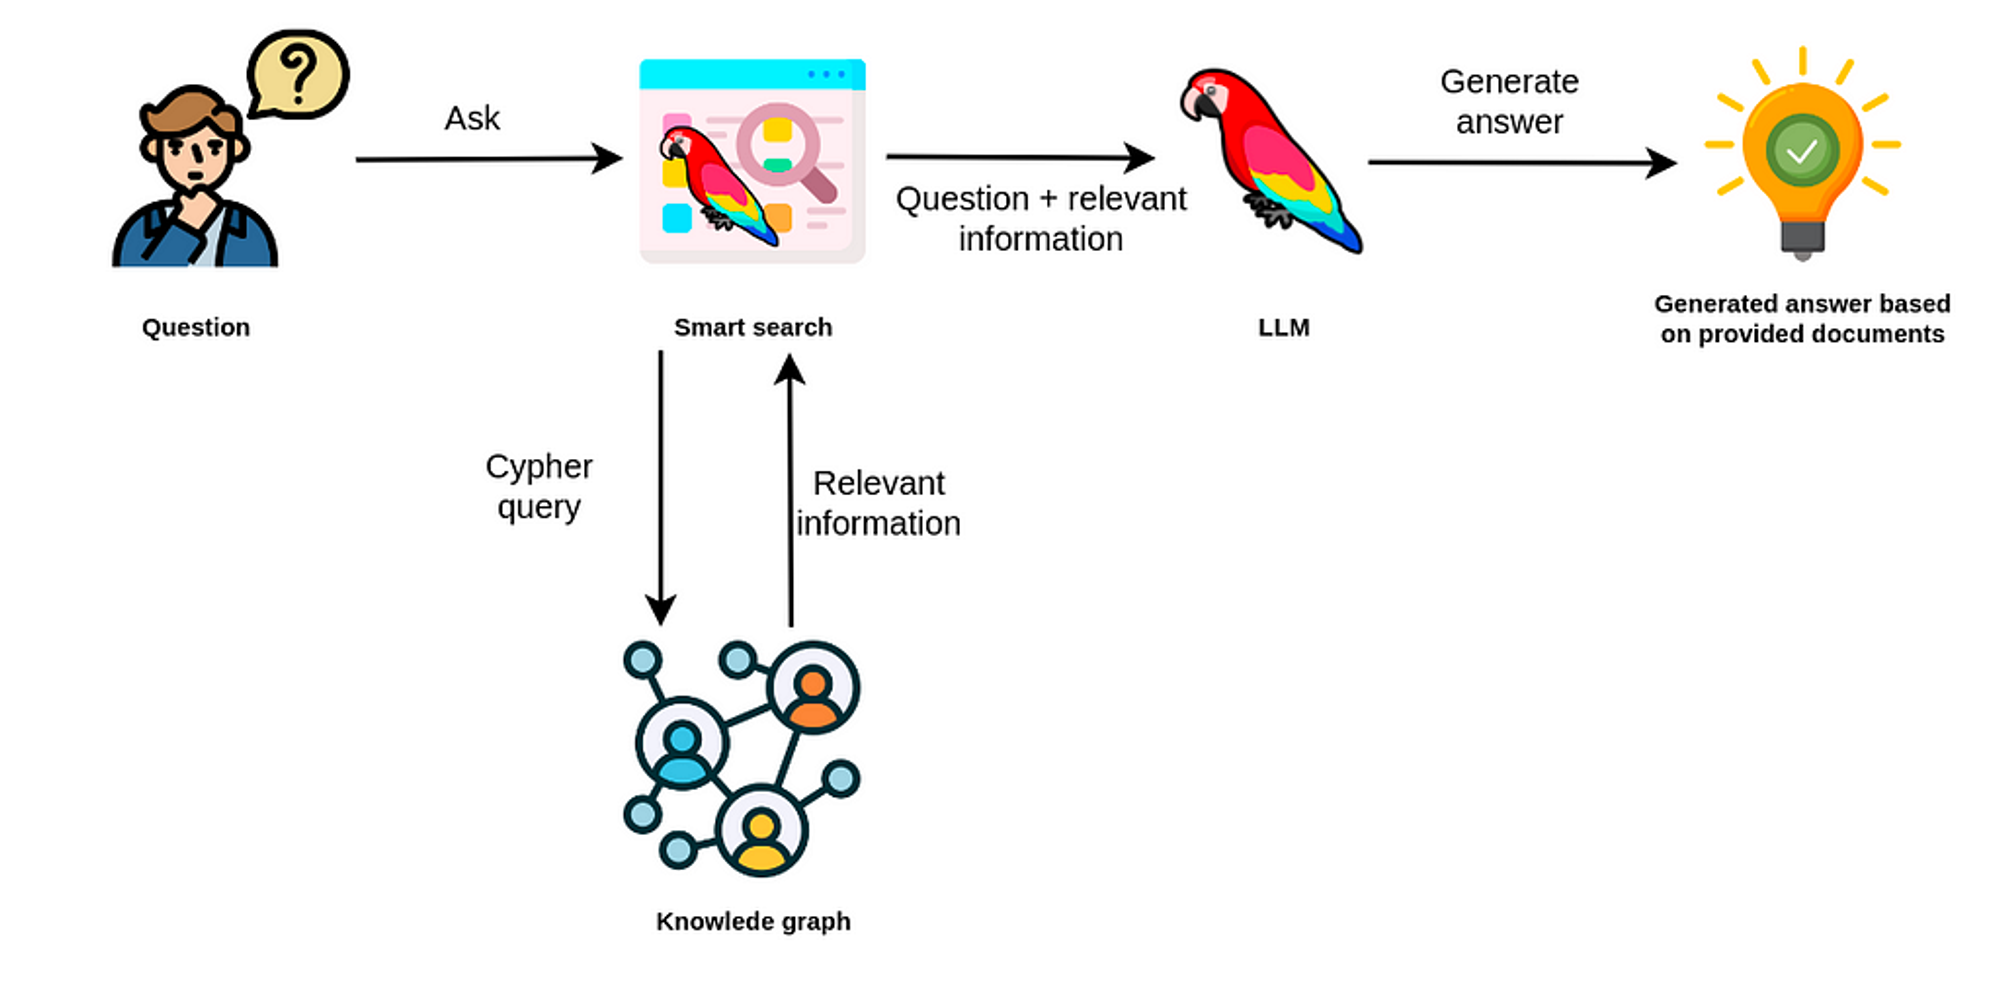 ?
Ask
Question + relevant
information
Generate
answer
Question
Smart search
LLM
Generated answer based
on provided documents
Cypher
query
Relevant
information
Knowlede graph